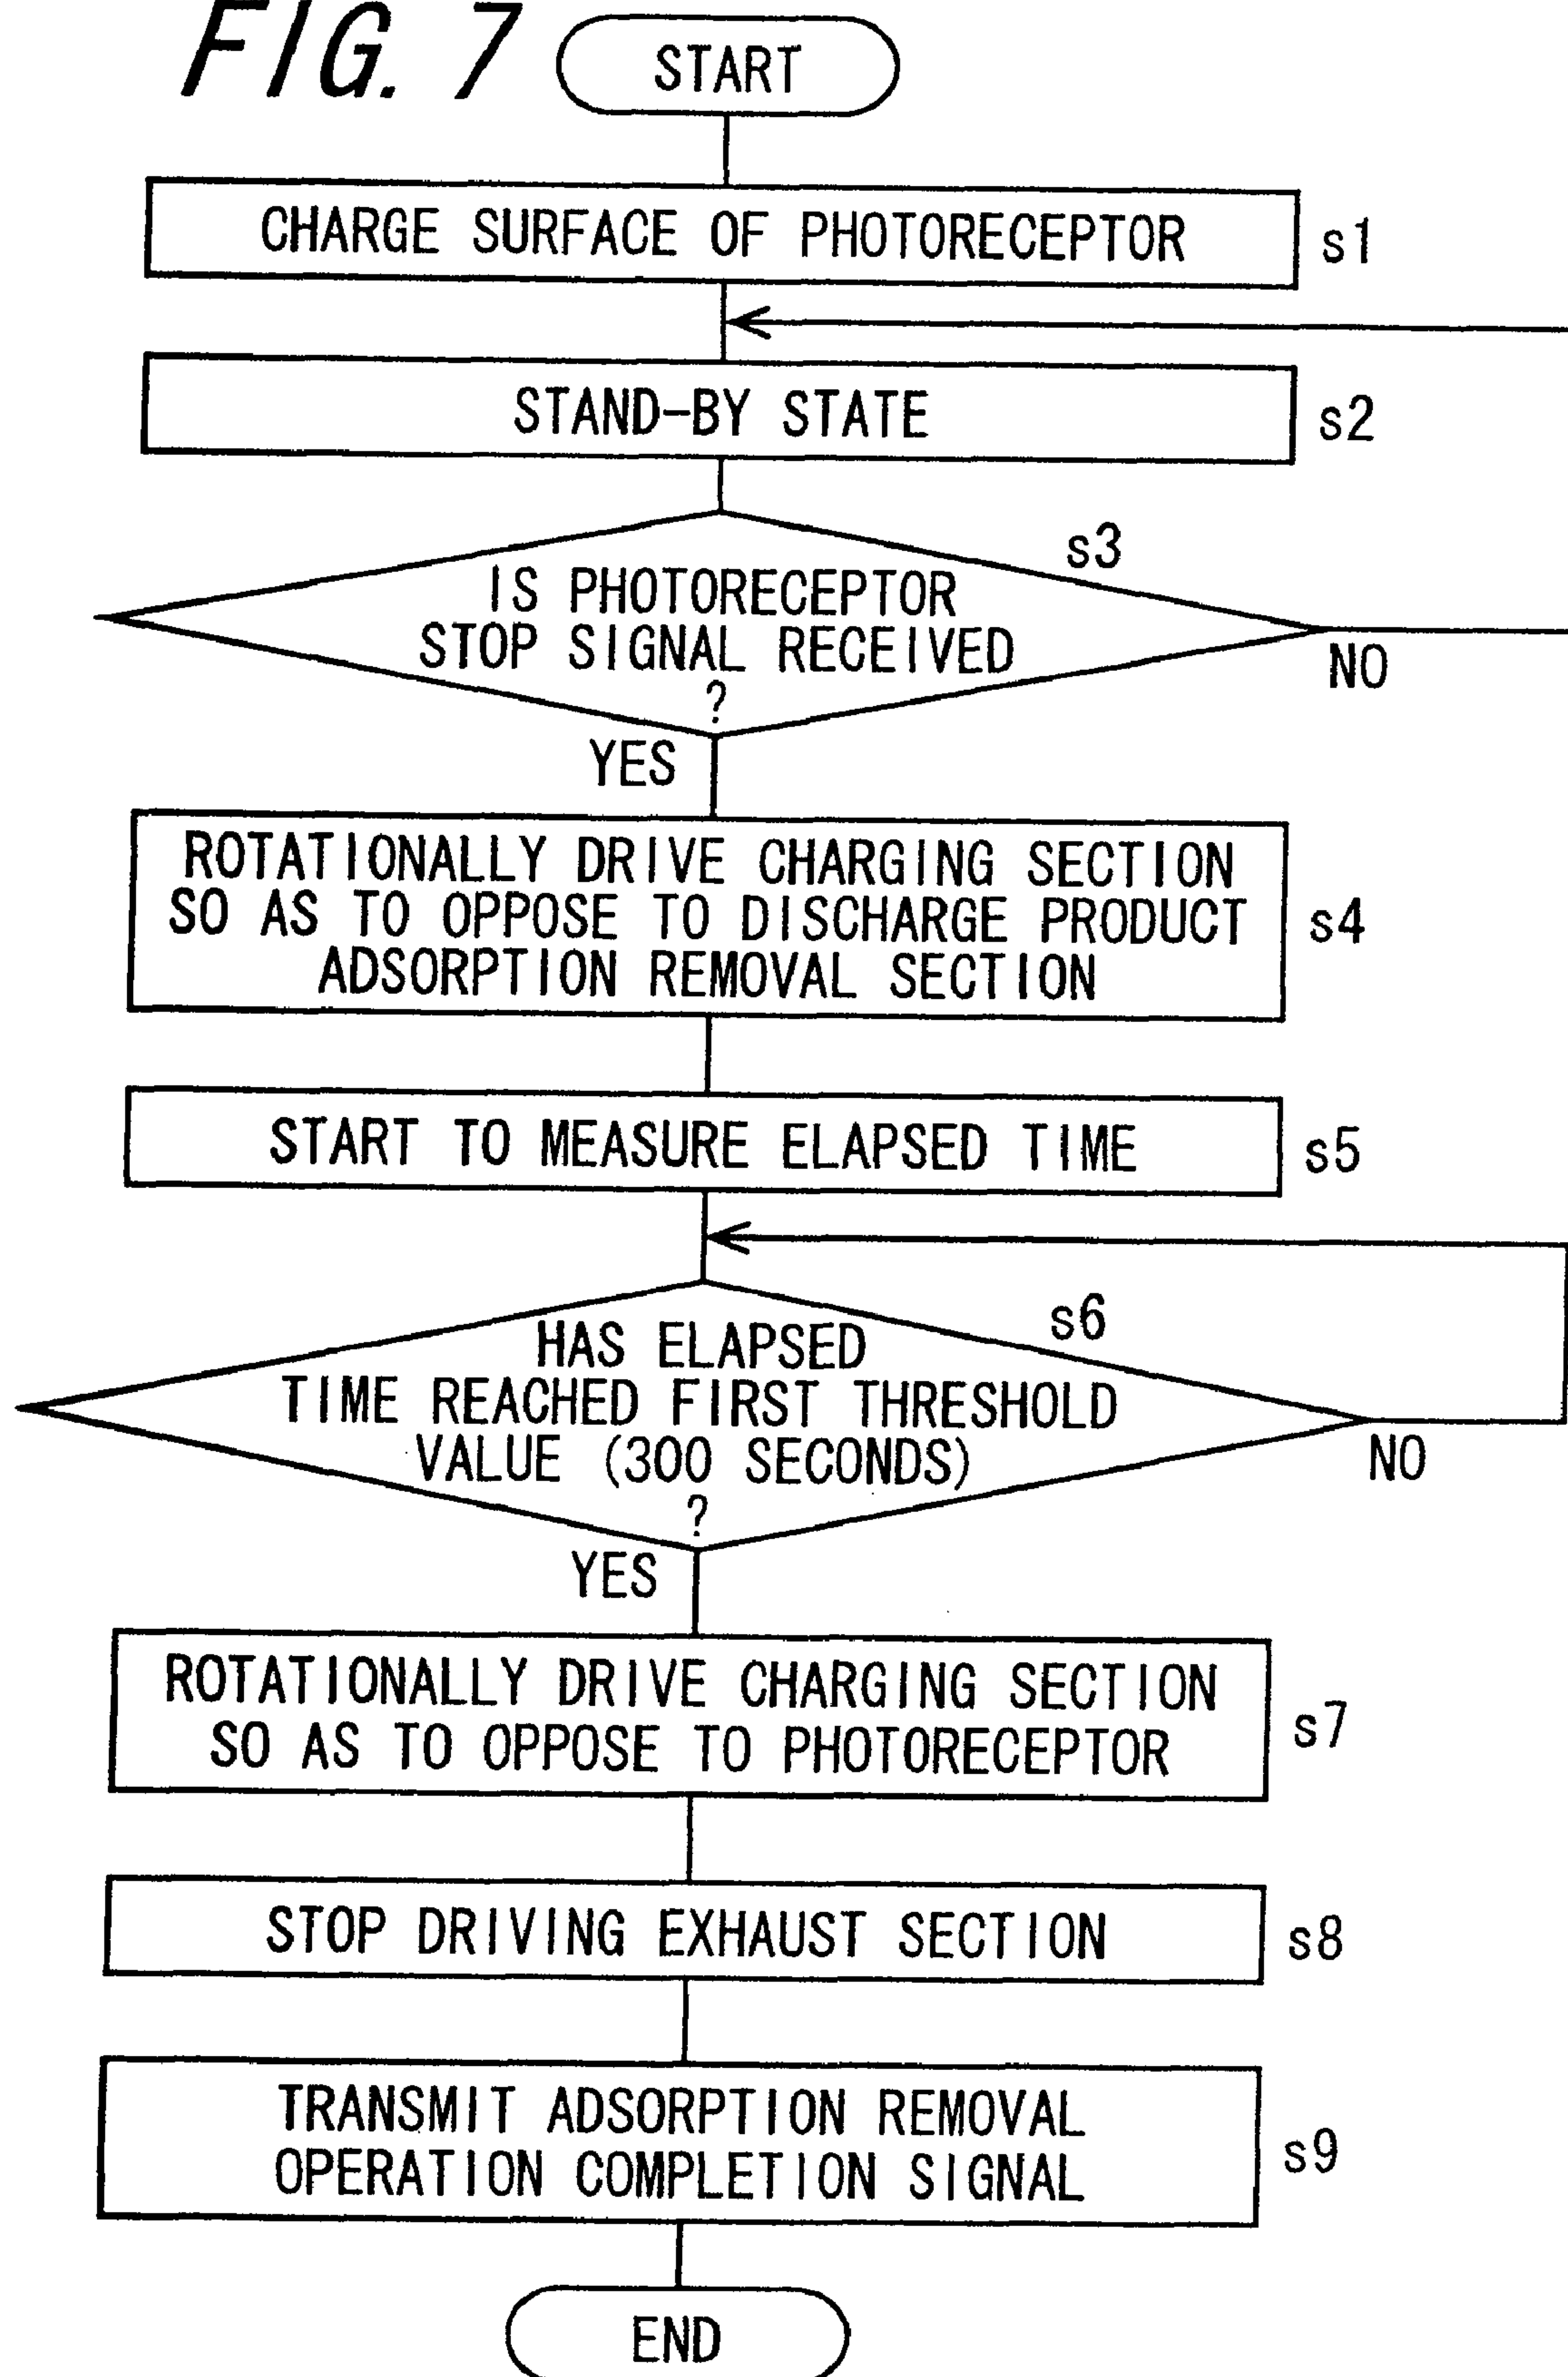 FIG. 7
START
CHARGE SURFACE OF PHOTORECEPTOR
s1
STAND-BY STATE
s2
s3
IS PHOTORECEPTOR
STOP SIGNAL RECEIVED
?
NO
YES
ROTATIONALLY DRIVE CHARGING SECTION
SO AS TO OPPOSE TO DISCHARGE PRODUCT
ADSORPTION REMOVAL SECTION
s4
START TO MEASURE ELAPSED TIME
s5
s6
HAS ELAPSED
TIME REACHED FIRST THRESHOLD
VALUE (300 SECONDS)
?
NO
YES
ROTATIONALLY DRIVE CHARGING SECTION
SO AS TO OPPOSE TO PHOTORECEPTOR
s7
STOP DRIVING EXHAUST SECTION
s8
TRANSMIT ADSORPTION REMOVAL
OPERATION COMPLETION SIGNAL
s9
END